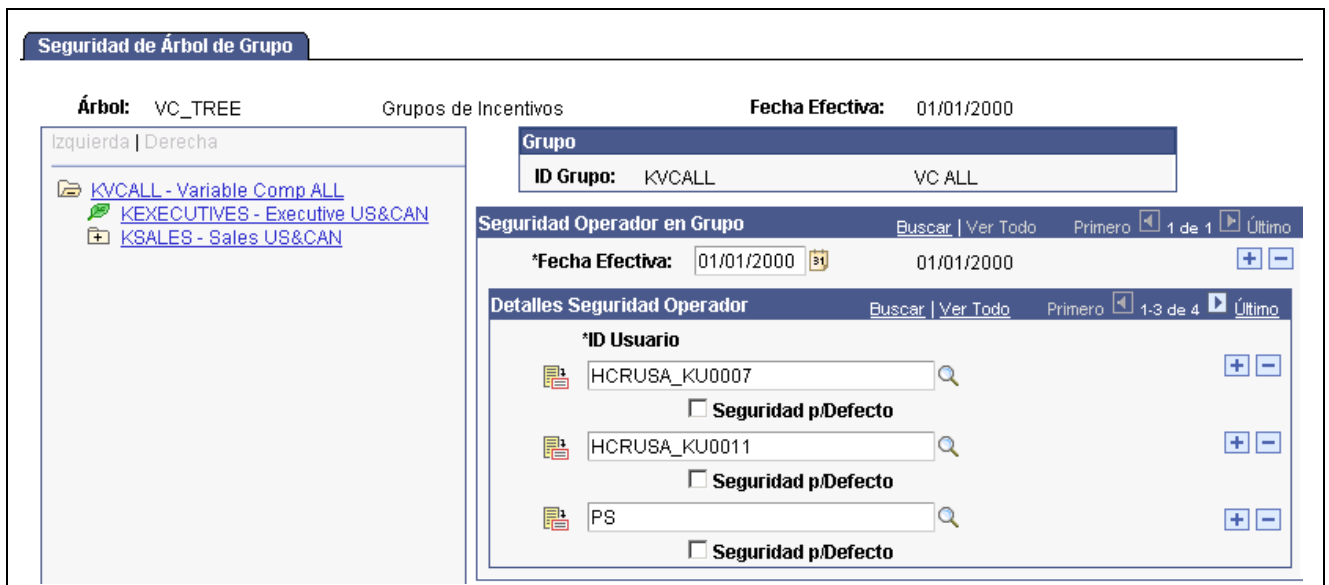 Seguridad de Árbol de Grupo
Árbol: VC_TREE Grupos de Incentivos Fecha Efectiva: 01/01/2000
Izquierda | Derecha
KVCALL - Variable Comp ALL
KEXECUTIVES - Executive US&CAN
KSALES - Sales US&CAN
Grupo
ID Grupo: KVCALL VC ALL
Seguridad Operador en Grupo Buscar | Ver Todo Primero 1 de 1 Último
*Fecha Efectiva: 01/01/2000 31 01/01/2000
Detalles Seguridad Operador Buscar | Ver Todo Primero 1-3 de 4 Último
*ID Usuario
HCRUSA_KU0007
Seguridad p/Defecto
HCRUSA_KU0011
Seguridad p/Defecto
PS
Seguridad p/Defecto